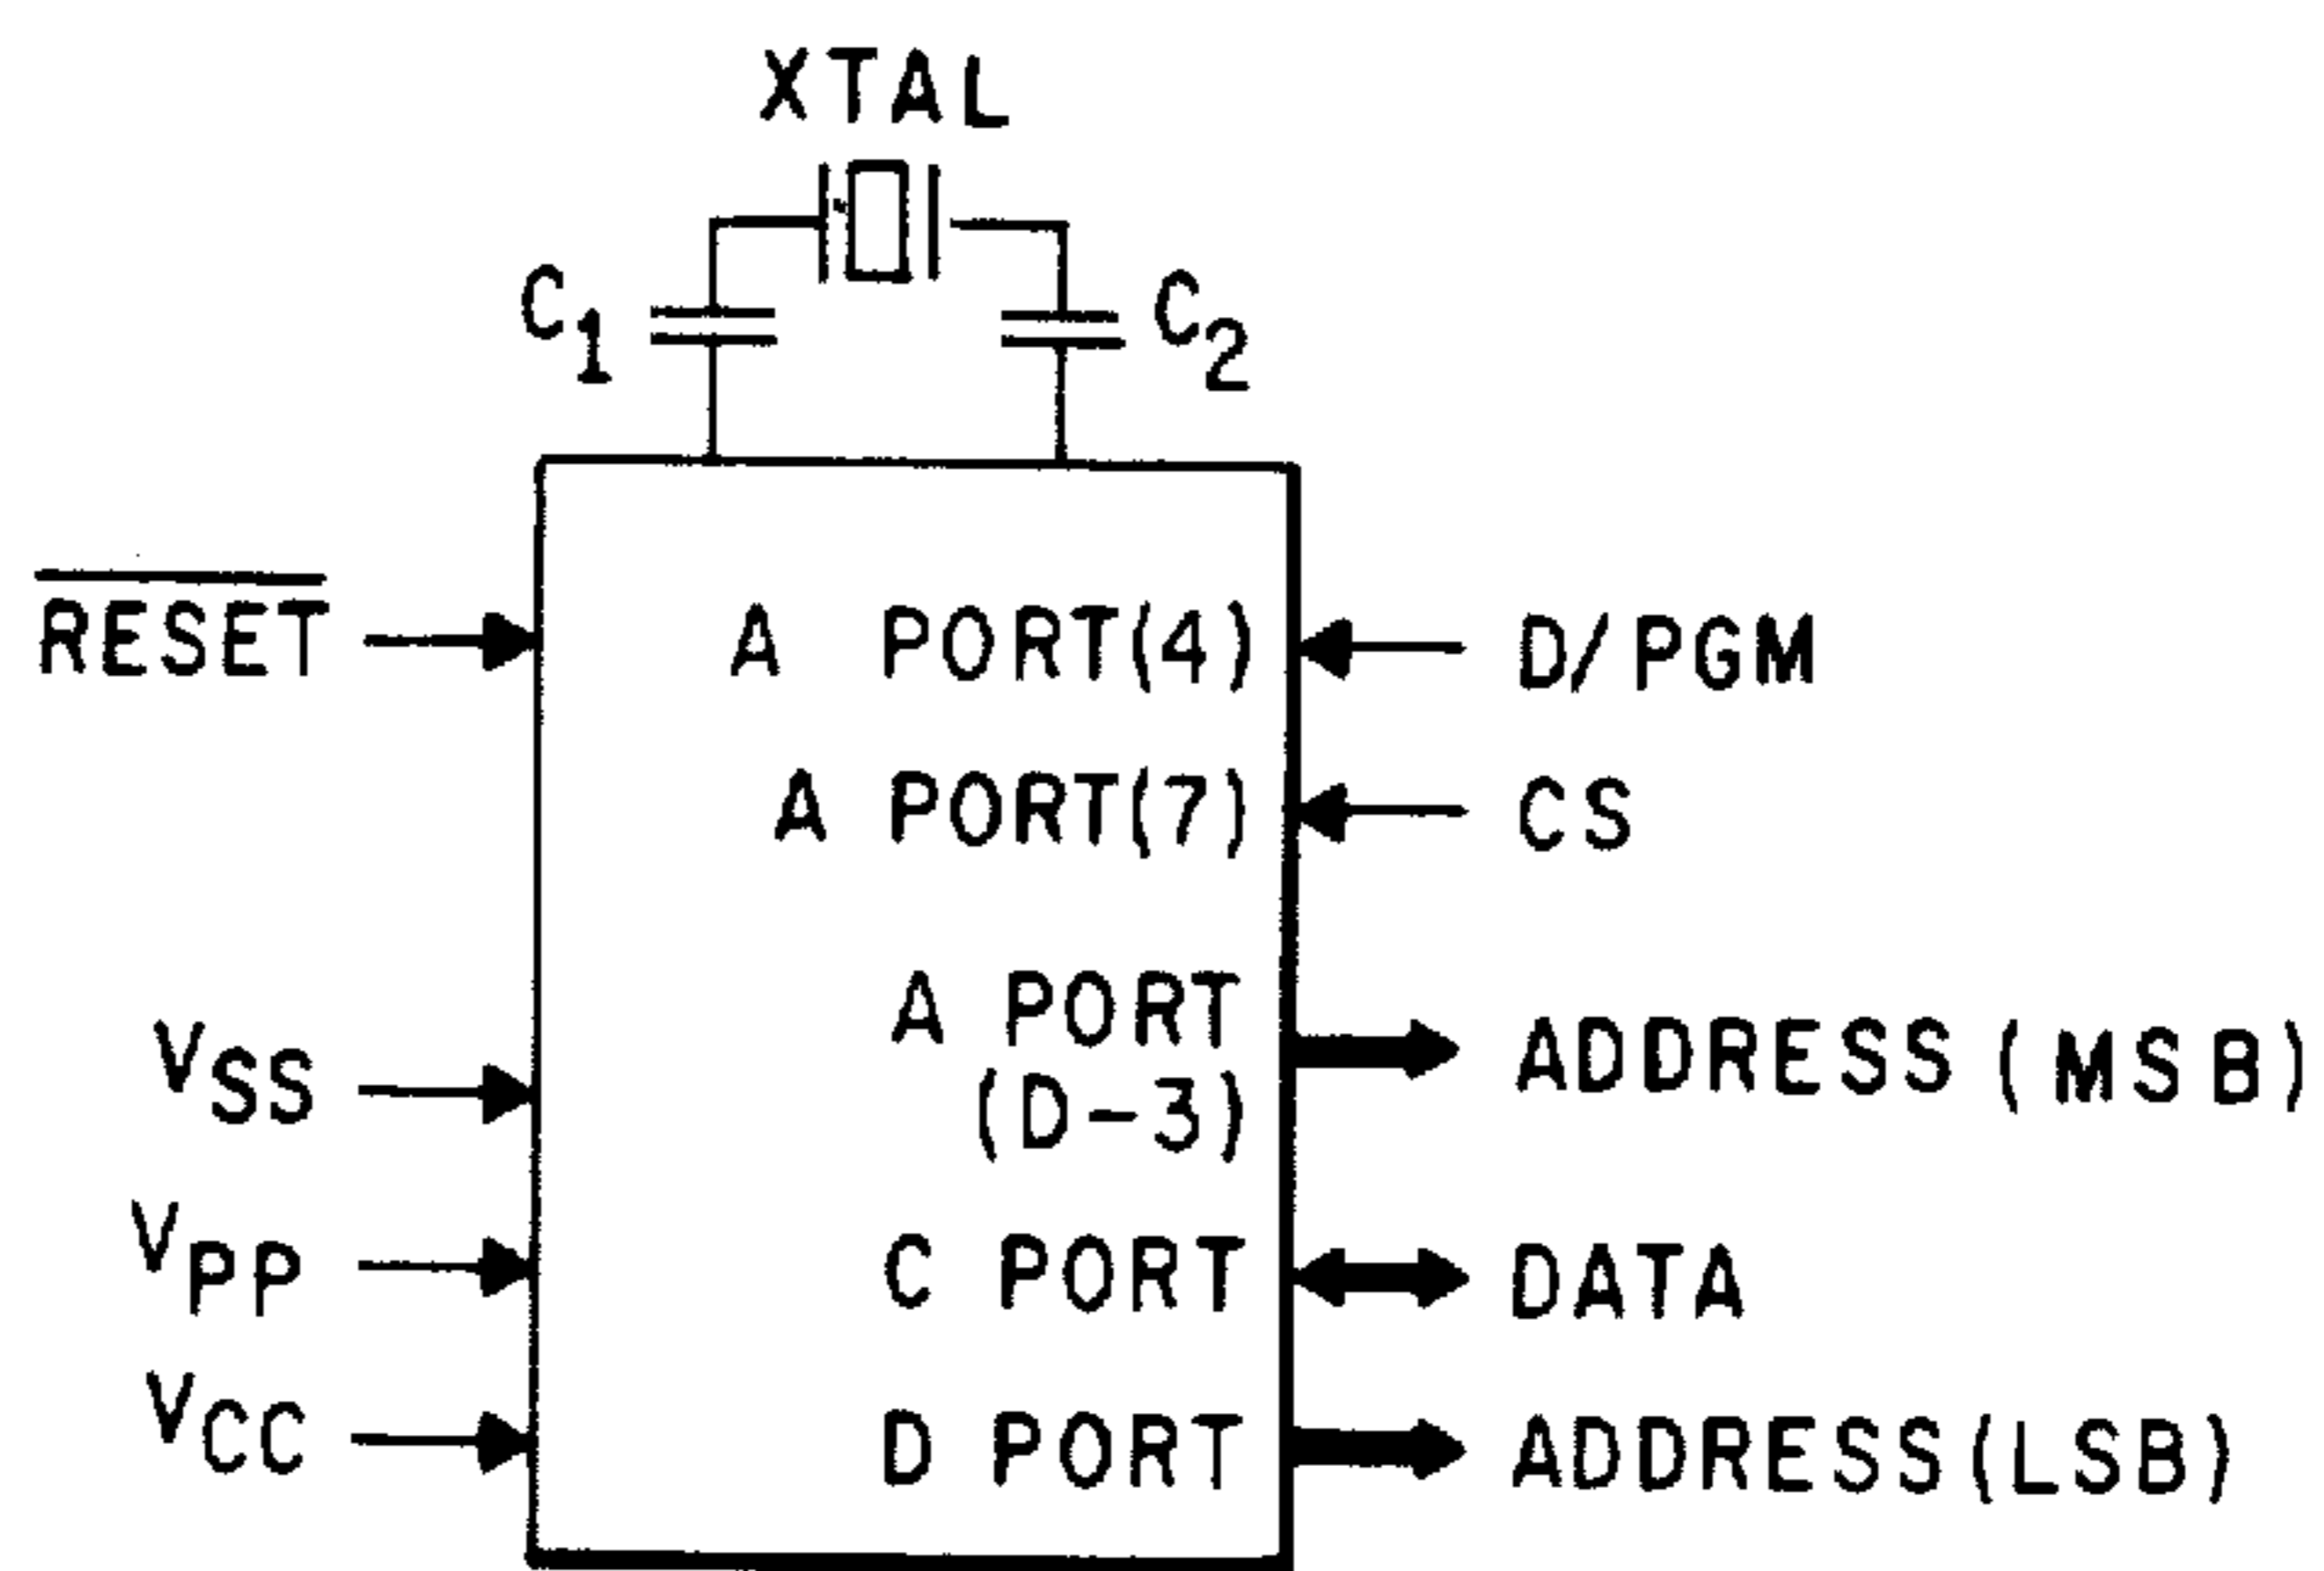 XTAL
C1
C2
RESET
A PORT(4)
D/PGM
A PORT(7)
CS
A PORT
(D-3)
ADDRESS(MSB)
VSS
VPP
C PORT
DATA
VCC
D PORT
ADDRESS(LSB)